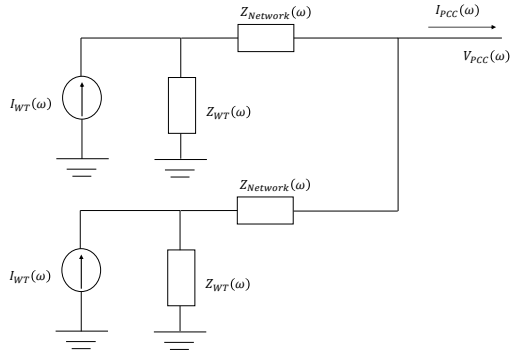 Z_Network(ω)
I_PCC(ω)
V_PCC(ω)
I_WT(ω)
Z_WT(ω)
Z_Network(ω)
I_WT(ω)
Z_WT(ω)